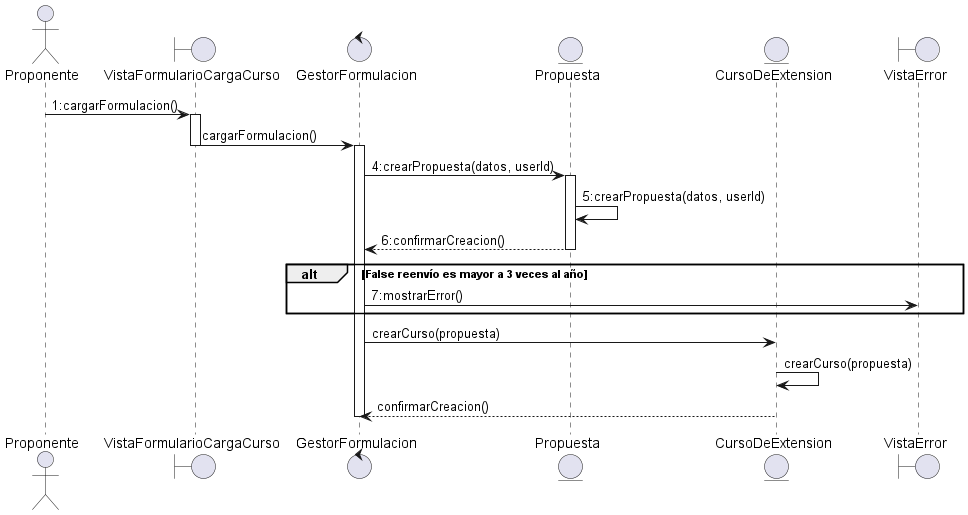 Proponente
VistaFormularioCargaCurso
GestorFormulacion
Propuesta
CursoDeExtension
VistaError
1:cargarFormulacion()
cargarFormulacion()
4:crearPropuesta(datos, userId)
5:crearPropuesta(datos, userId)
6:confirmarCreacion()
alt
[False reenvío es mayor a 3 veces al año]
7:mostrarError()
crearCurso(propuesta)
crearCurso(propuesta)
confirmarCreacion()
Proponente
VistaFormularioCargaCurso
GestorFormulacion
Propuesta
CursoDeExtension
VistaError